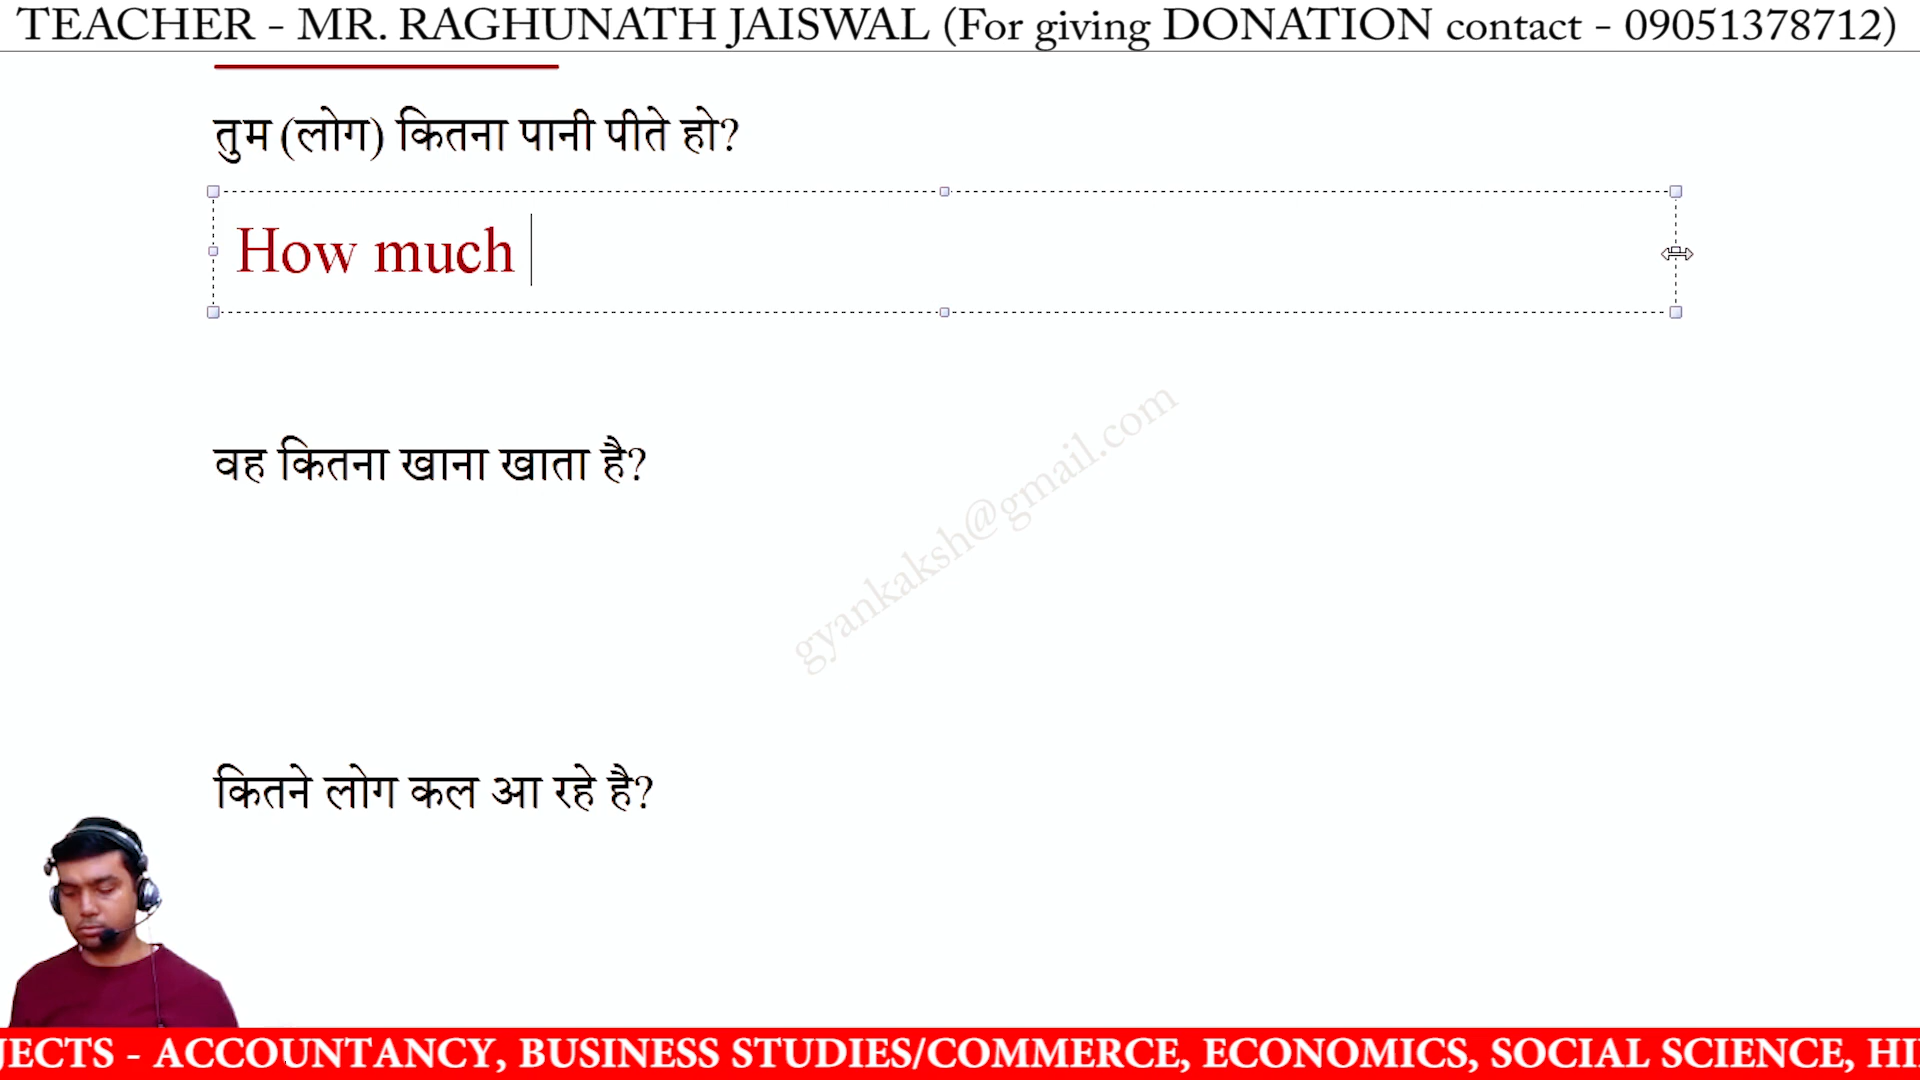 TEACHER - MR. RAGHUNATH JAISWAL (For giving DONATION contact - 09051378712)
तुम (लोग) कितना पानी पीते हो?
How much
वह कितना खाना खाता है?
gyankaksh@gmail.com
कितने लोग कल आ रहे है?
JECTS - ACCOUNTANCY, BUSINESS STUDIES/COMMERCE, ECONOMICS, SOCIAL SCIENCE, HI